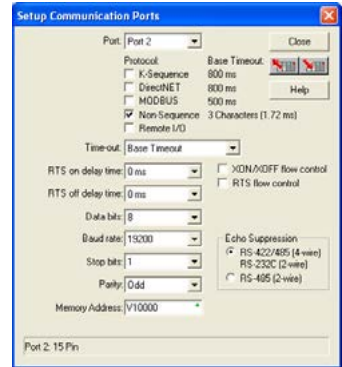 Setup Communication Ports
Port: Port 2
Close
Protocol: Base Timeout:
K-Sequence 800 ms
DirectNET 800 ms
Help
MODBUS 500 ms
Non-Sequence 3 Characters (1.72 ms)
Remote I/O
Time-out: Base Timeout
RTS on delay time: 0 ms
XON/XOFF flow control
RTS flow control
RTS off delay time: 0 ms
Data bits: 8
Baud rate: 19200
Echo Suppression
RS-422/485 (4-wire)
RS-232C (2-wire)
Stop bits: 1
RS-485 (2-wire)
Parity: Odd
Memory Address: V10000
Port 2: 15 Pin